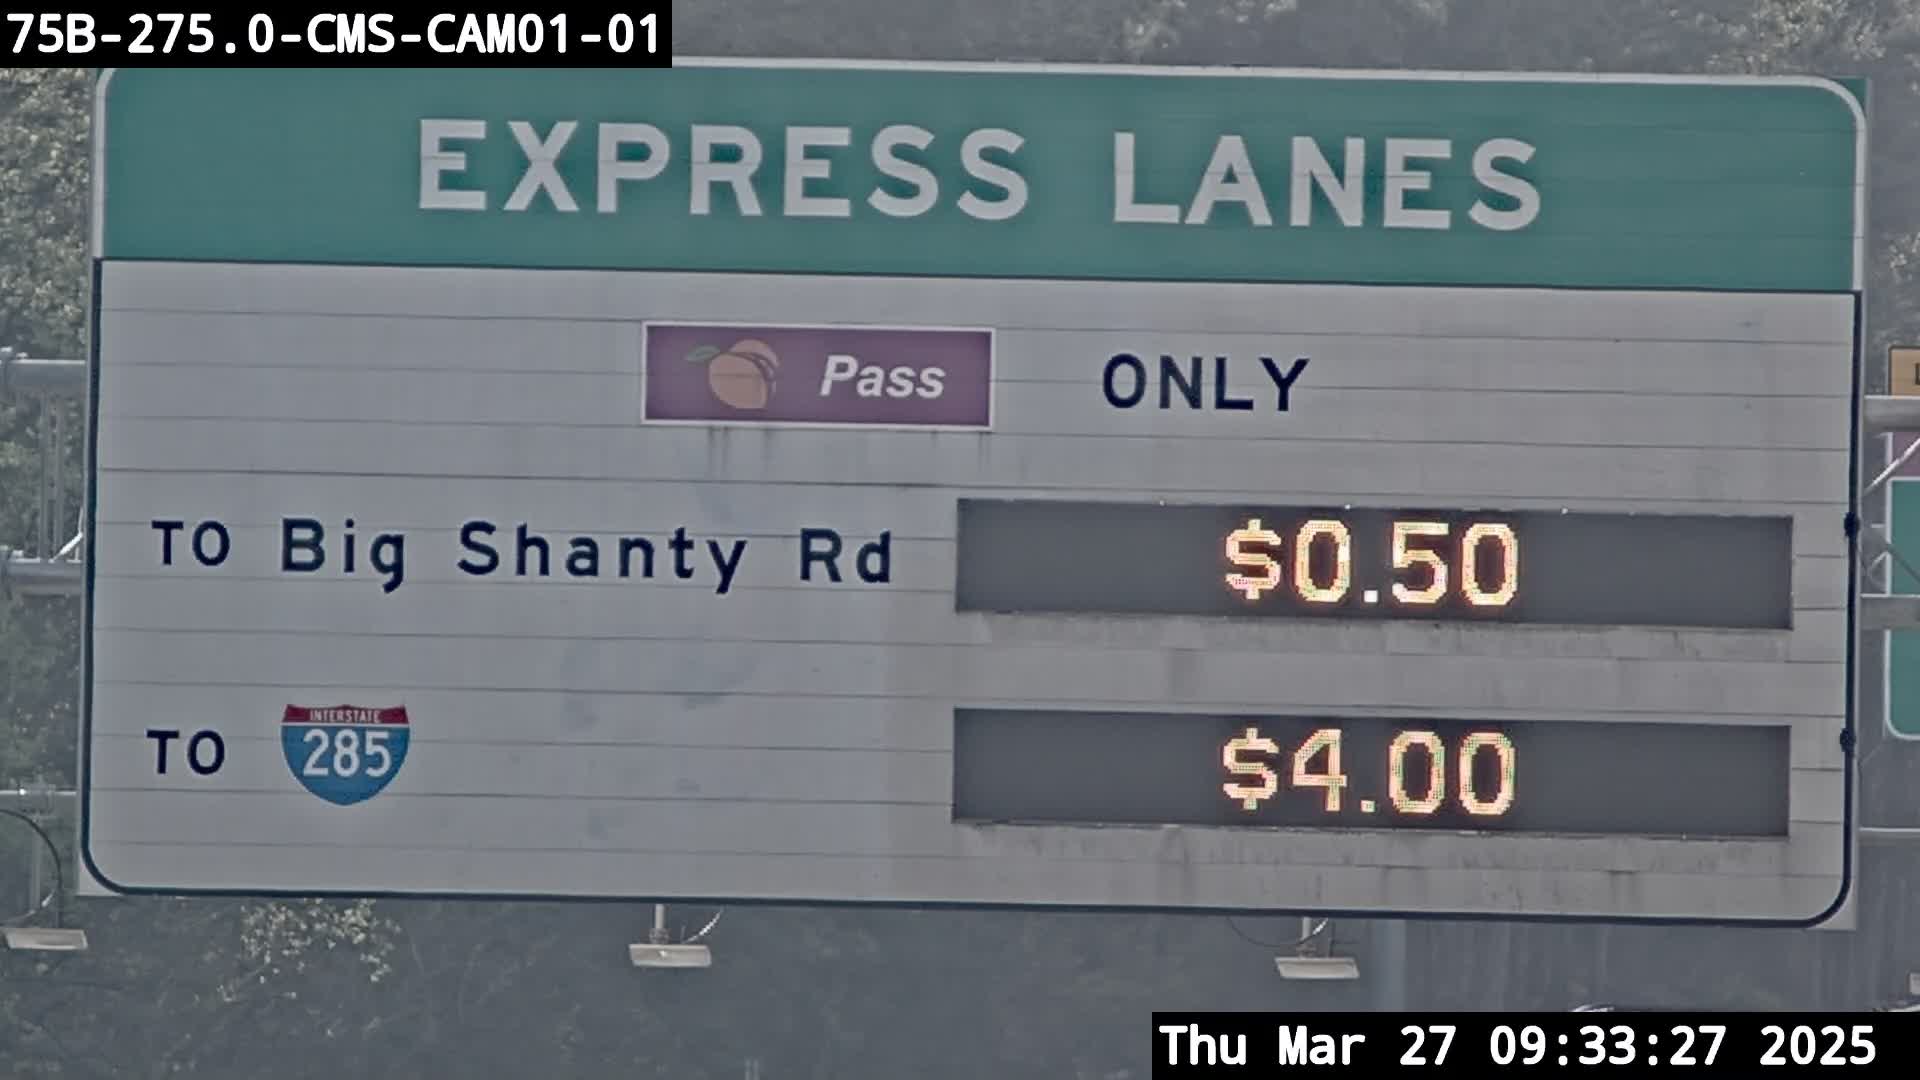 75B-275.0-CMS-CAM01-01
EXPRESS LANES
Pass ONLY
TO Big Shanty Rd $0.50
INTERSTATE
TO 285 $4.00
Thu Mar 27 09:33:27 2025